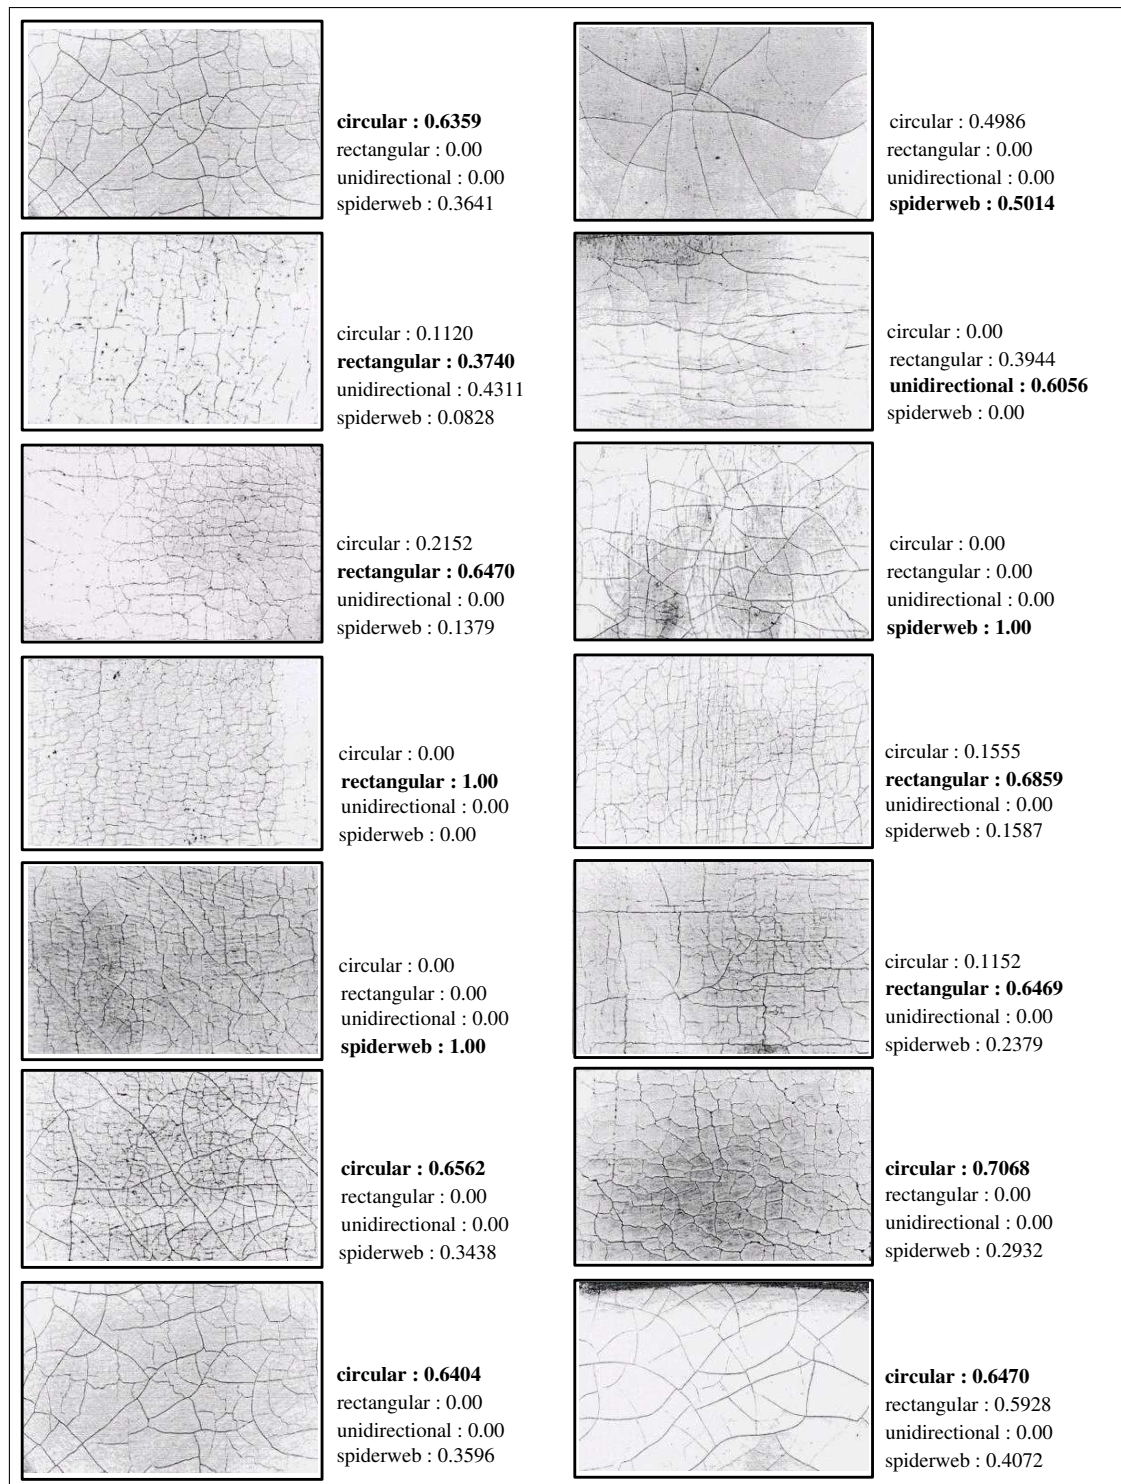 circular : 0.6359
rectangular : 0.00
unidirectional : 0.00
spiderweb : 0.3641
circular : 0.4986
rectangular : 0.00
unidirectional : 0.00
spiderweb : 0.5014
circular : 0.1120
rectangular : 0.3740
unidirectional : 0.4311
spiderweb : 0.0828
circular : 0.00
rectangular : 0.3944
unidirectional : 0.6056
spiderweb : 0.00
circular : 0.2152
rectangular : 0.6470
unidirectional : 0.00
spiderweb : 0.1379
circular : 0.00
rectangular : 0.00
unidirectional : 0.00
spiderweb : 1.00
circular : 0.00
rectangular : 1.00
unidirectional : 0.00
spiderweb : 0.00
circular : 0.1555
rectangular : 0.6859
unidirectional : 0.00
spiderweb : 0.1587
circular : 0.00
rectangular : 0.00
unidirectional : 0.00
spiderweb : 1.00
circular : 0.1152
rectangular : 0.6469
unidirectional : 0.00
spiderweb : 0.2379
circular : 0.6562
rectangular : 0.00
unidirectional : 0.00
spiderweb : 0.3438
circular : 0.7068
rectangular : 0.00
unidirectional : 0.00
spiderweb : 0.2932
circular : 0.6404
rectangular : 0.00
unidirectional : 0.00
spiderweb : 0.3596
circular : 0.6470
rectangular : 0.5928
unidirectional : 0.00
spiderweb : 0.4072